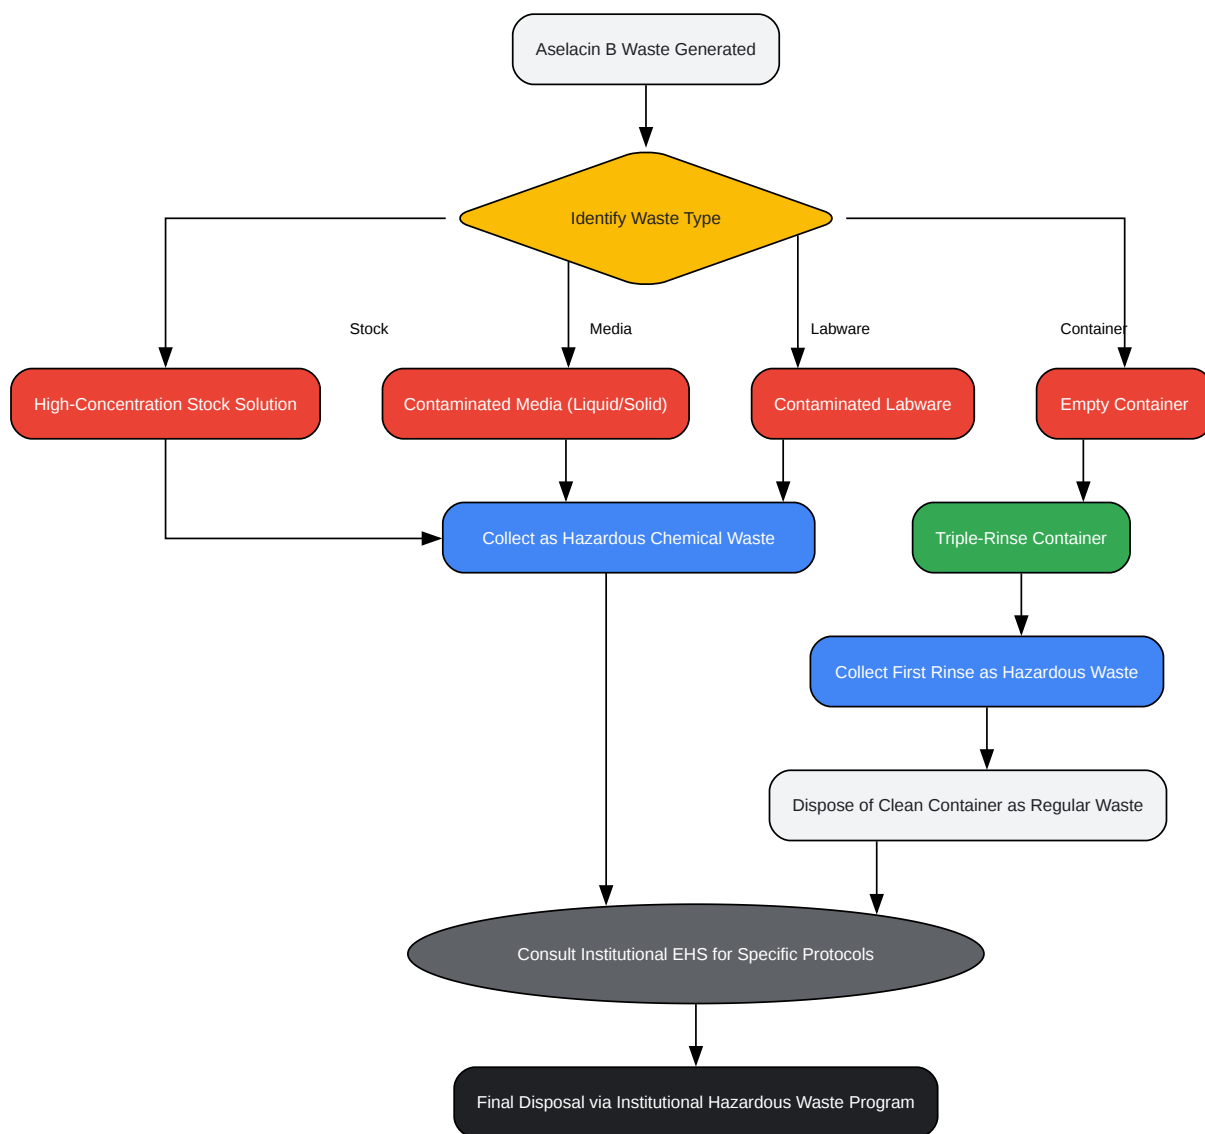 Aselacin B Waste Generated
Identify Waste Type
Stock
Media
Labware
Container
High-Concentration Stock Solution
Contaminated Media (Liquid/Solid)
Contaminated Labware
Empty Container
Collect as Hazardous Chemical Waste
Triple-Rinse Container
Collect First Rinse as Hazardous Waste
Dispose of Clean Container as Regular Waste
Consult Institutional EHS for Specific Protocols
Final Disposal via Institutional Hazardous Waste Program